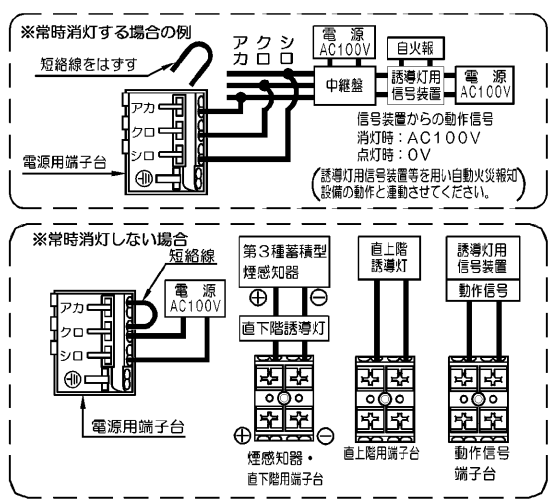 ※常時消灯する場合の例
短絡線をはずす
アカ
クロ
シロ
電源
AC100V
中継盤
自火報
誘導灯用
信号装置
電源
AC100V
アカ
クロ
シロ
電源用端子台
信号装置からの動作信号
消灯時：AC100V
点灯時：0V
(誘導灯用信号装置等を用い自動火災報知
設備の動作と連動させてください。)
※常時消灯しない場合
短絡線
電源
AC100V
アカ
クロ
シロ
電源用端子台
第3種蓄積型
煙感知器
⊕ ⊖
直下階誘導灯
⊕ ⊖
煙感知器・
直下階用端子台
直上階
誘導灯
直上階用端子台
誘導灯用
信号装置
動作信号
動作信号
端子台